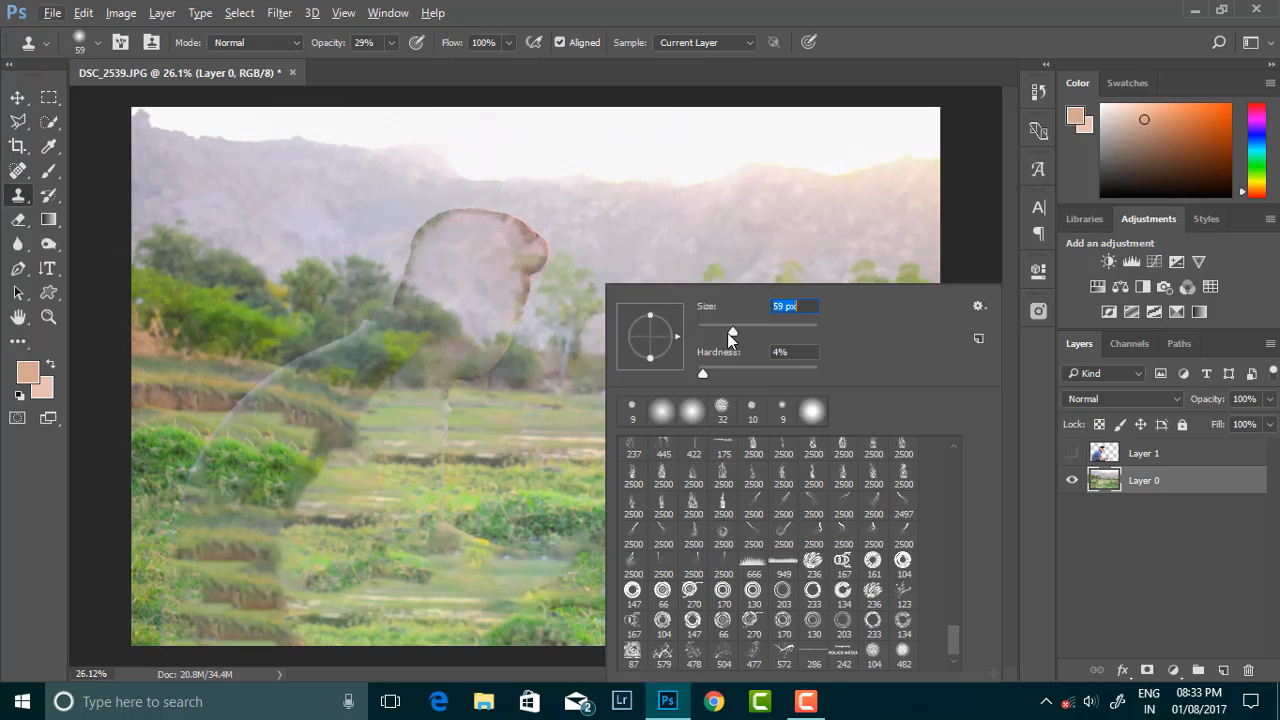 Ps File Edit Image Layer Type Select Filter 3D View Window Help
59 Mode: Normal Opacity: 29% Flow: 100% Aligned Sample: Current Layer
DSC_2539.JPG @ 26.1% (Layer 0, RGB/8) *
Color Swatches
Libraries Adjustments Styles
Add an adjustment
Size: 59 px
Hardness: 4%
9 32 10 9
237 445 422 175 2500 2500 2500 2500 2500 2500
2500 2500 2500 2500 2500 2500 2500 2500 2500 2500
2500 2500 2500 2500 2500 2500 2500 2500 2500 2497
2500 2500 2500 2500 2500 2500 2500 2500 2500 2500
2500 2500 2500 2500 666 949 236 167 161 104
147 66 270 170 130 203 233 134 236 123
167 104 147 66 270 170 130 203 233 134
POLICE MEDIA
87 579 478 504 477 572 286 242 104 482
Layers Channels Paths
Kind
Normal Opacity: 100%
Lock: Fill: 100%
Layer 1
Layer 0
26.12% Doc: 20.8M/34.4M
Type here to search
2
Lr
Ps
ENG
IN
08:33 PM
01/08/2017